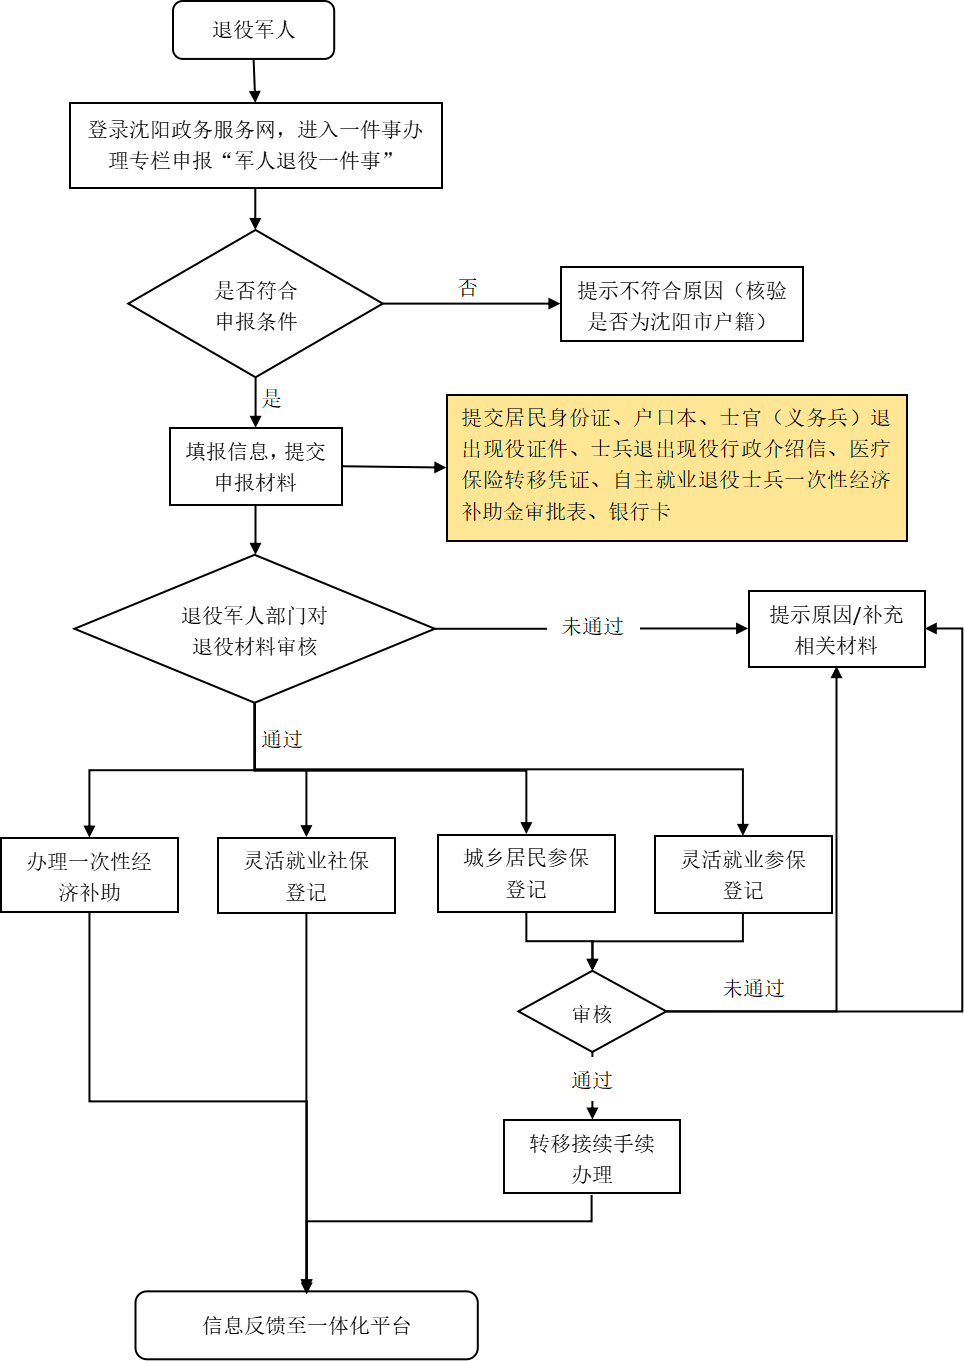 退役军人
登录沈阳政务服务网，进入一件事办
理专栏申报“军人退役一件事”
是否符合
申报条件
否
提示不符合原因（核验
是否为沈阳市户籍）
是
填报信息，提交
申报材料
提交居民身份证、户口本、士官（义务兵）退
出现役证件、士兵退出现役行政介绍信、医疗
保险转移凭证、自主就业退役士兵一次性经济
补助金审批表、银行卡
退役军人部门对
退役材料审核
未通过
提示原因/补充
相关材料
通过
办理一次性经
济补助
灵活就业社保
登记
城乡居民参保
登记
灵活就业参保
登记
审核
未通过
通过
转移接续手续
办理
信息反馈至一体化平台